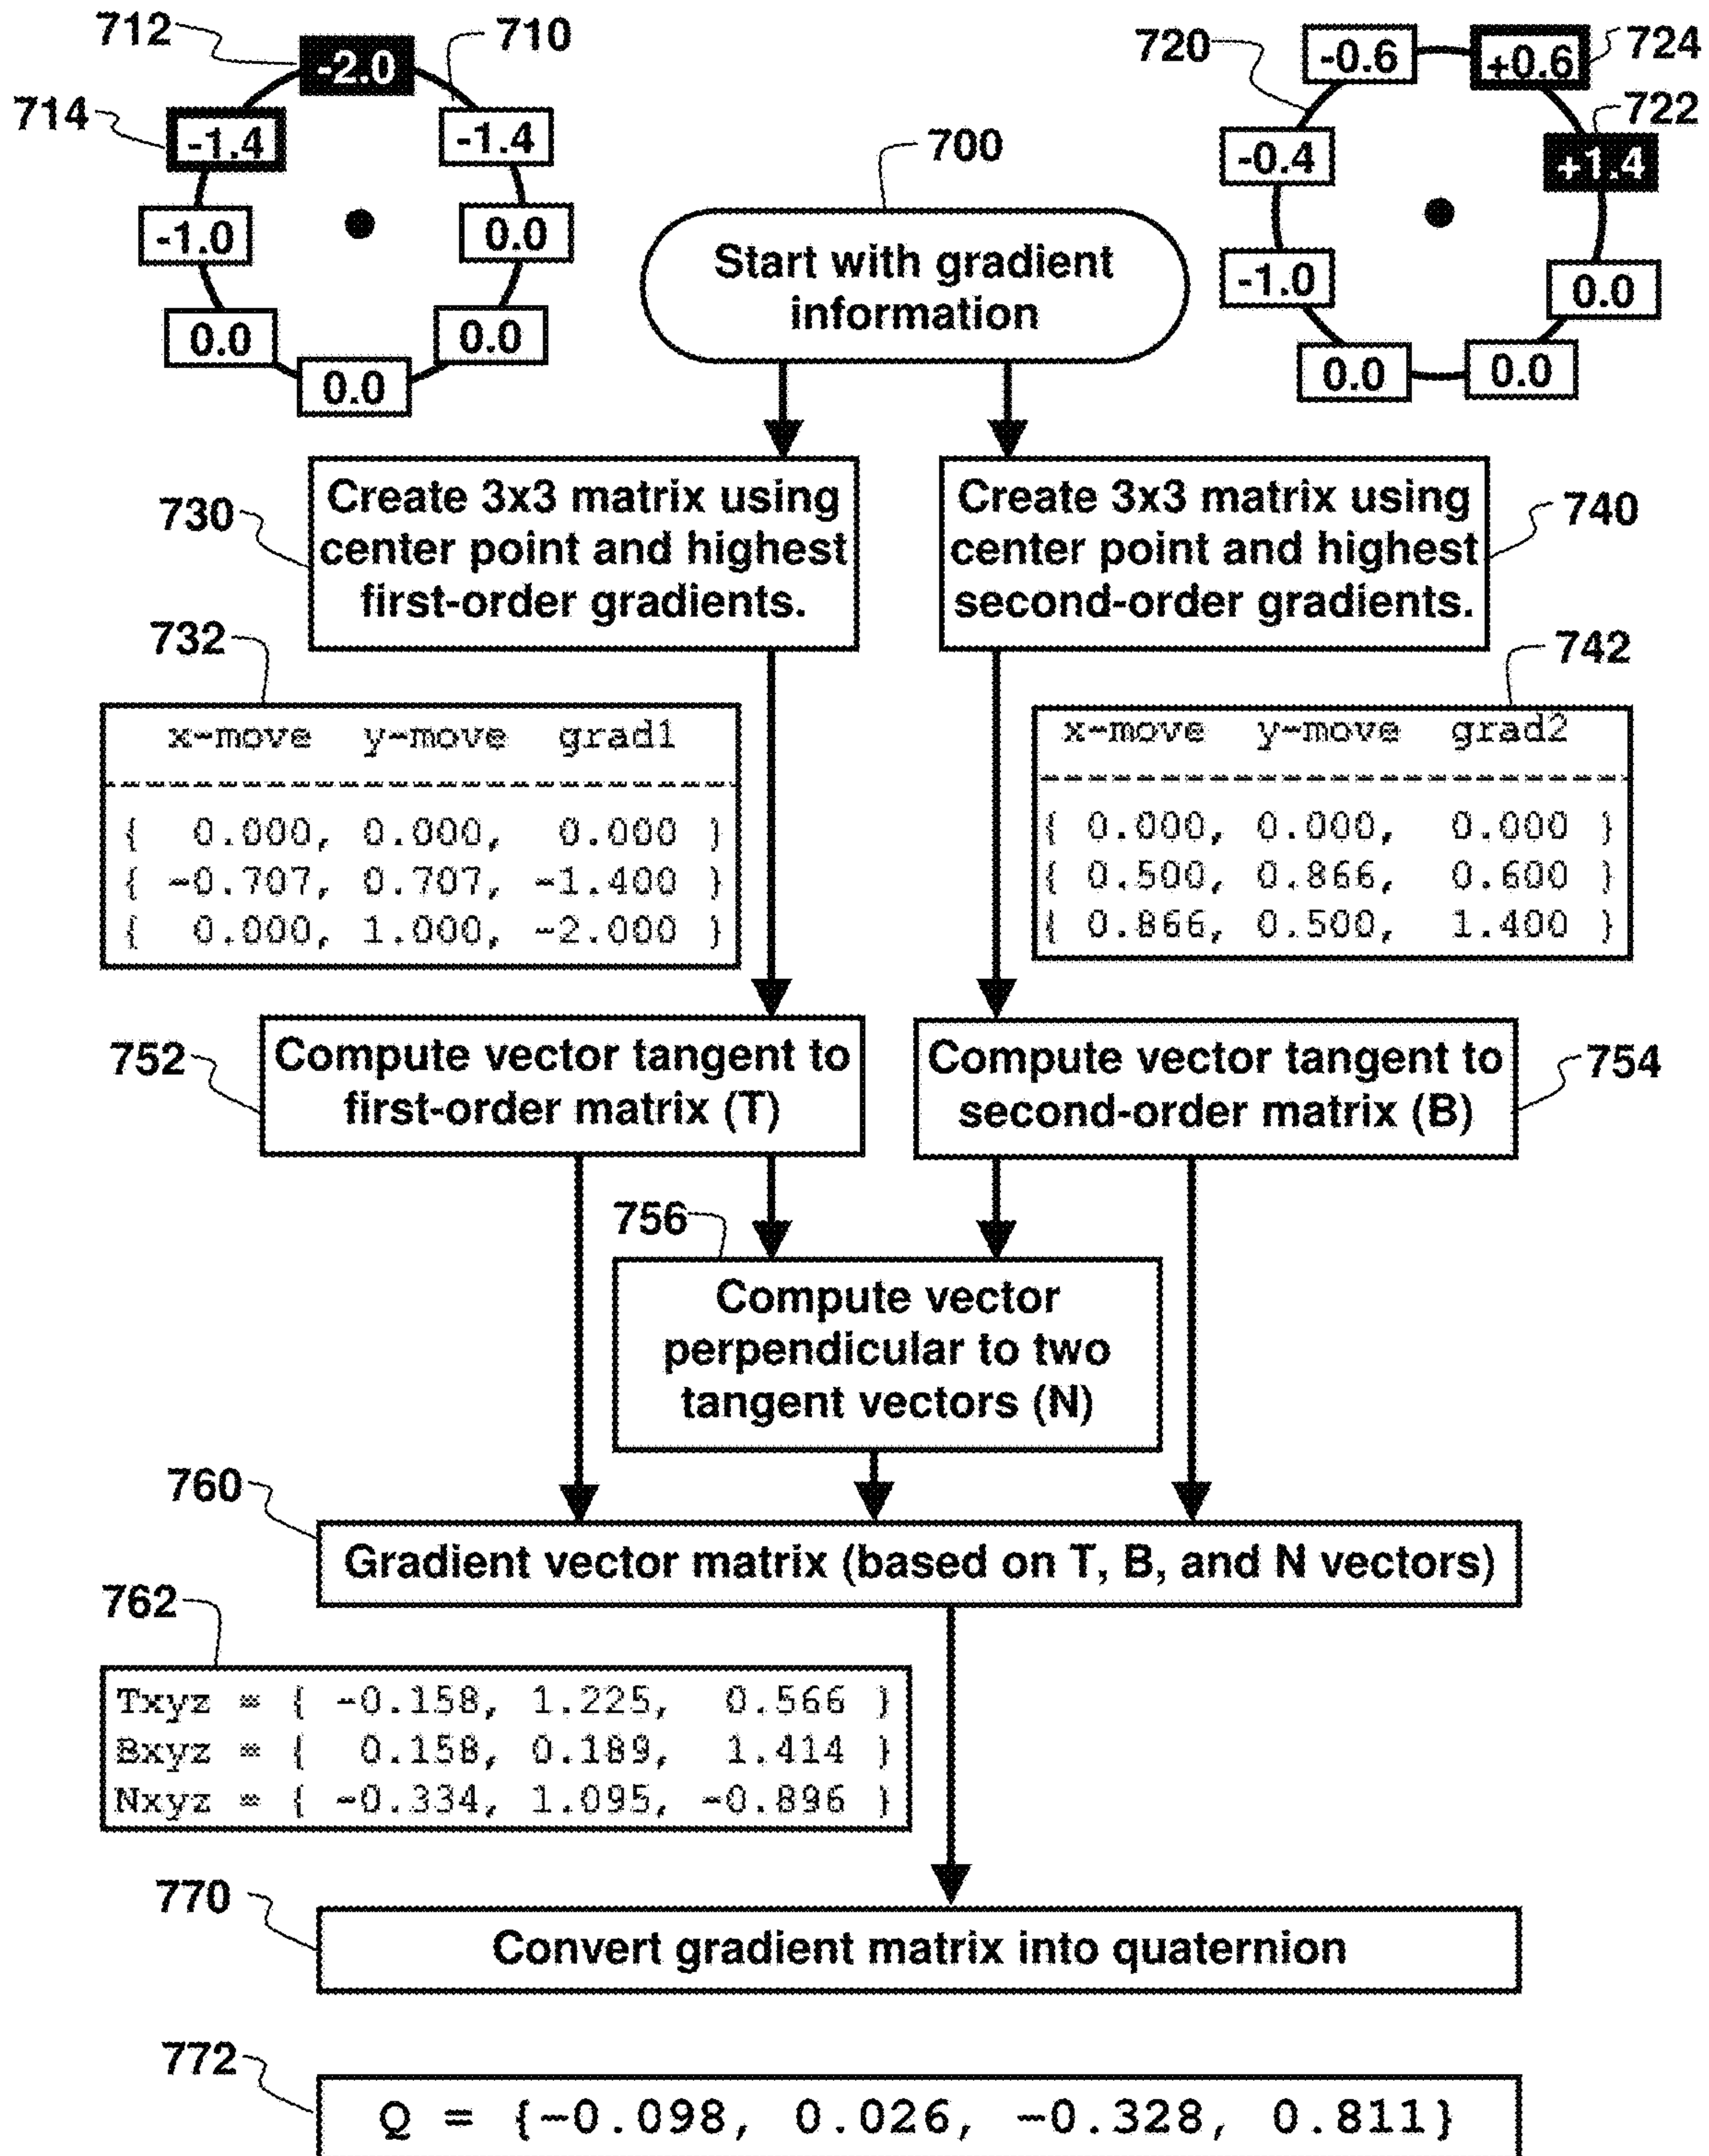 712
-2.0
710
714
-1.4
-1.4
-1.0
0.0
0.0
0.0
0.0
720
-0.6
+0.6
724
722
-0.4
+1.4
-1.0
0.0
0.0
0.0
700
Start with gradient
information
730
Create 3x3 matrix using
center point and highest
first-order gradients.
Create 3x3 matrix using
center point and highest
second-order gradients.
740
732
x-move y-move grad1
-----------------------------------
{ 0.000, 0.000, 0.000 }
{ -0.707, 0.707, -1.400 }
{ 0.000, 1.000, -2.000 }
742
x-move y-move grad2
---------------------------------
{ 0.000, 0.000, 0.000 }
{ 0.500, 0.866, 0.600 }
{ 0.866, 0.500, 1.400 }
752
Compute vector tangent to
first-order matrix (T)
Compute vector tangent to
second-order matrix (B)
754
756
Compute vector
perpendicular to two
tangent vectors (N)
760
Gradient vector matrix (based on T, B, and N vectors)
762
Txyz = { -0.158, 1.225, 0.566 }
Bxyz = { 0.158, 0.189, 1.414 }
Nxyz = { -0.334, 1.095, -0.896 }
770
Convert gradient matrix into quaternion
772
Q = {-0.098, 0.026, -0.328, 0.811}